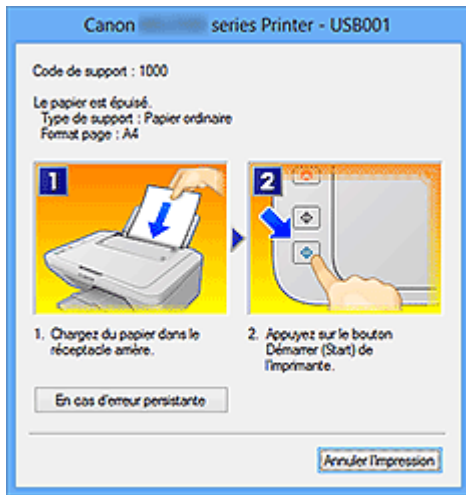 Canon series Printer - USB001
Code de support : 1000
Le papier est épuisé.
Type de support : Papier ordinaire
Format page : A4
1
2
1. Chargez du papier dans le
réceptacle arrière.
2. Appuyez sur le bouton
Démarrer (Start) de
l'imprimante.
En cas d'erreur persistante
Annuler l'impression